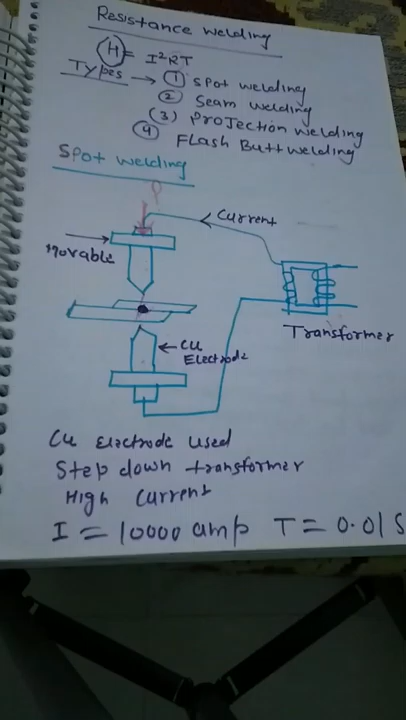 Resistance welding
H = I²RT
Types → ① Spot welding
② Seam welding
(3) Projection welding
④ Flash Butt welding
Spot welding
P
Current
Movable
Cu
Electrode
Transformer
Cu Electrode used
Step down transformer
High Current
I = 10000 amp T = 0.01 S